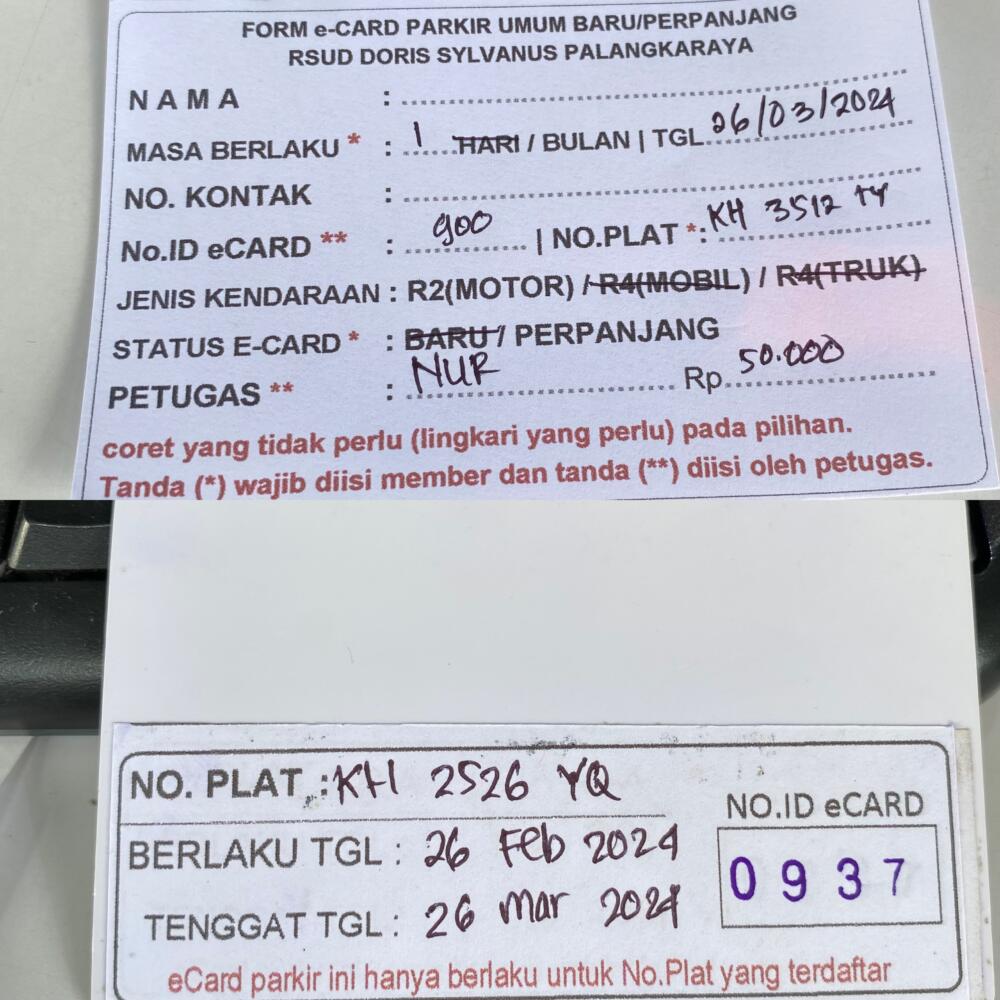 FORM e-CARD PARKIR UMUM BARU/PERPANJANG
RSUD DORIS SYLVANUS PALANGKARAYA
NAMA : ........................
MASA BERLAKU * : 1 HARI / BULAN | TGL. 26/03/2024
NO. KONTAK : ........................
No.ID eCARD ** : 900 | NO.PLAT *: KH 3512 TY
JENIS KENDARAAN : R2(MOTOR) / R4(MOBIL) / R4(TRUK)
STATUS E-CARD * : BARU / PERPANJANG
PETUGAS ** : NUR Rp. 50.000
coret yang tidak perlu (lingkari yang perlu) pada pilihan.
Tanda (*) wajib diisi member dan tanda (**) diisi oleh petugas.
NO. PLAT : KH 2526 YQ
NO.ID eCARD
BERLAKU TGL : 26 Feb 2024
0937
TENGGAT TGL : 26 Mar 2024
eCard parkir ini hanya berlaku untuk No.Plat yang terdaftar